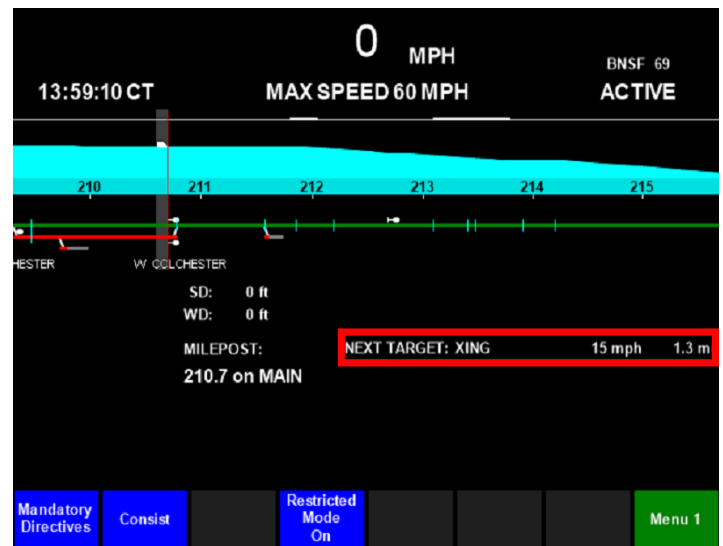 0 MPH
BNSF 69
13:59:10 CT MAX SPEED 60 MPH ACTIVE
210 211 212 213 214 215
HESTER W COLCHESTER
SD: 0 ft
WD: 0 ft
MILEPOST: NEXT TARGET: XING 15 mph 1.3 m
210.7 on MAIN
Mandatory Directives Consist Restricted Mode On Menu 1